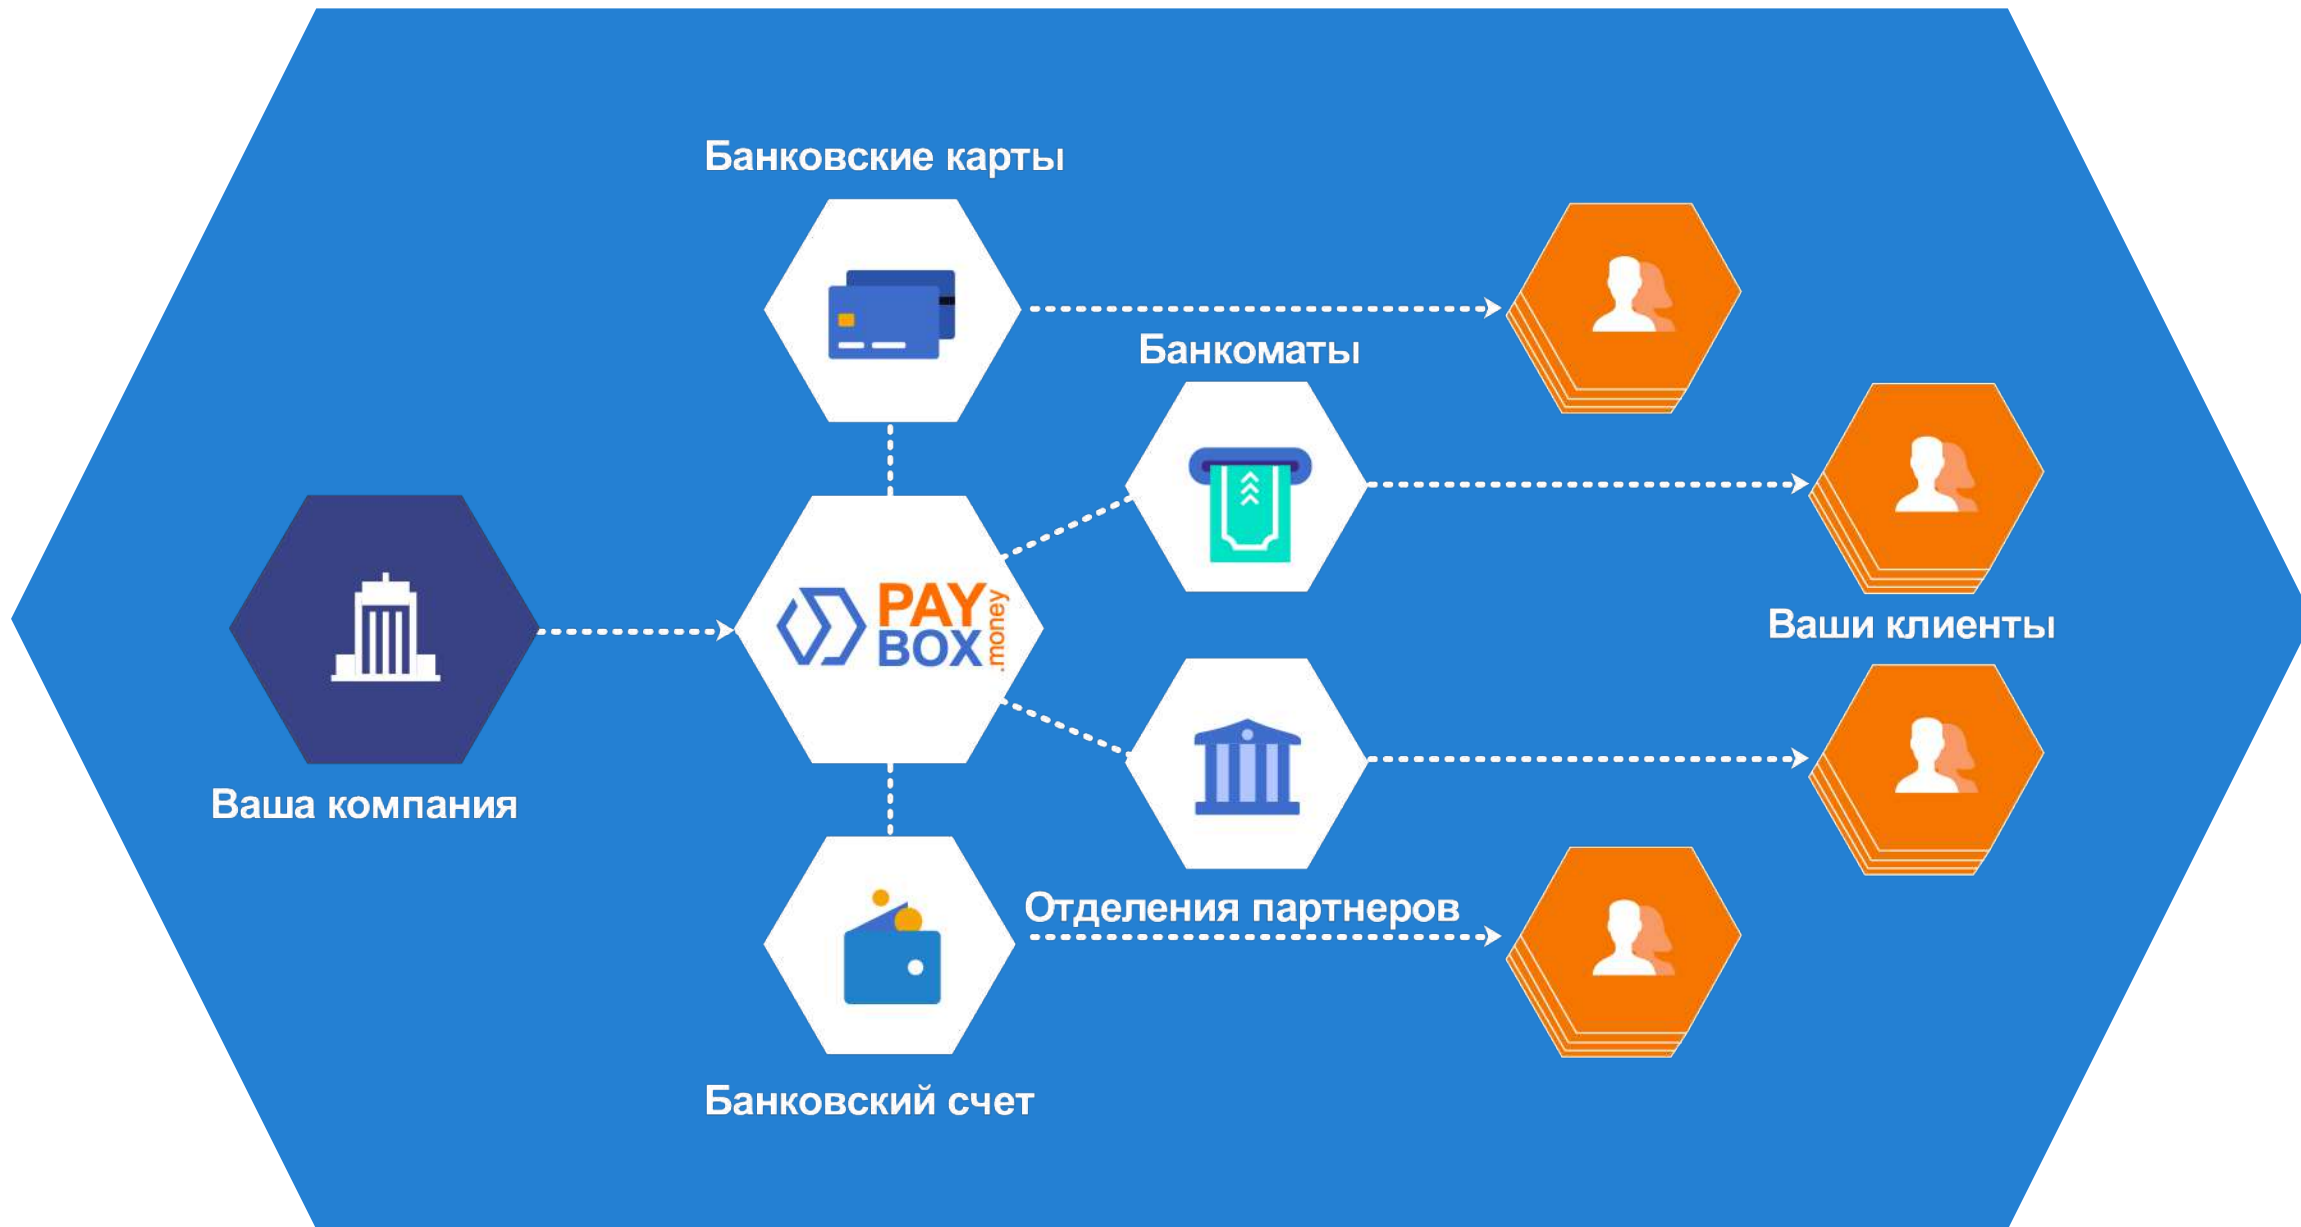 Банковские карты
Банкоматы
PAY
BOX
.money
Ваши клиенты
Ваша компания
Отделения партнеров
Банковский счет